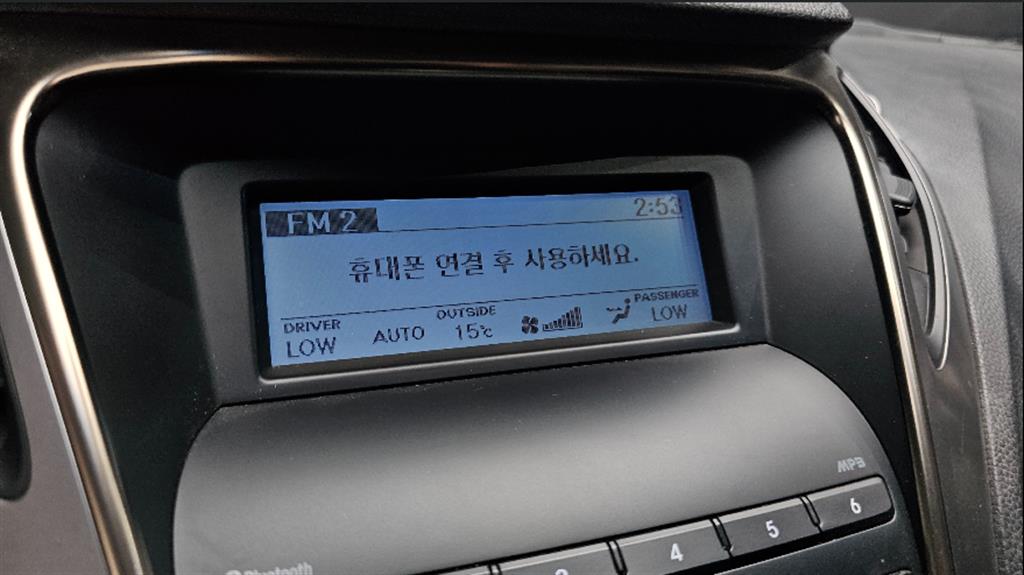 FM 2
2:53
휴대폰 연결 후 사용하세요.
DRIVER
LOW
AUTO
OUTSIDE
15℃
PASSENGER
LOW
MP3
4
5
6
Bluetooth